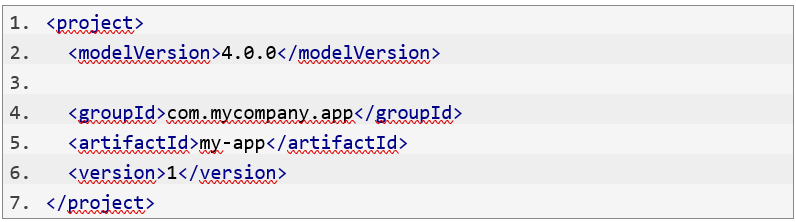 1. <project>
2.   <modelVersion>4.0.0</modelVersion>
3.
4.   <groupId>com.mycompany.app</groupId>
5.   <artifactId>my-app</artifactId>
6.   <version>1</version>
7. </project>